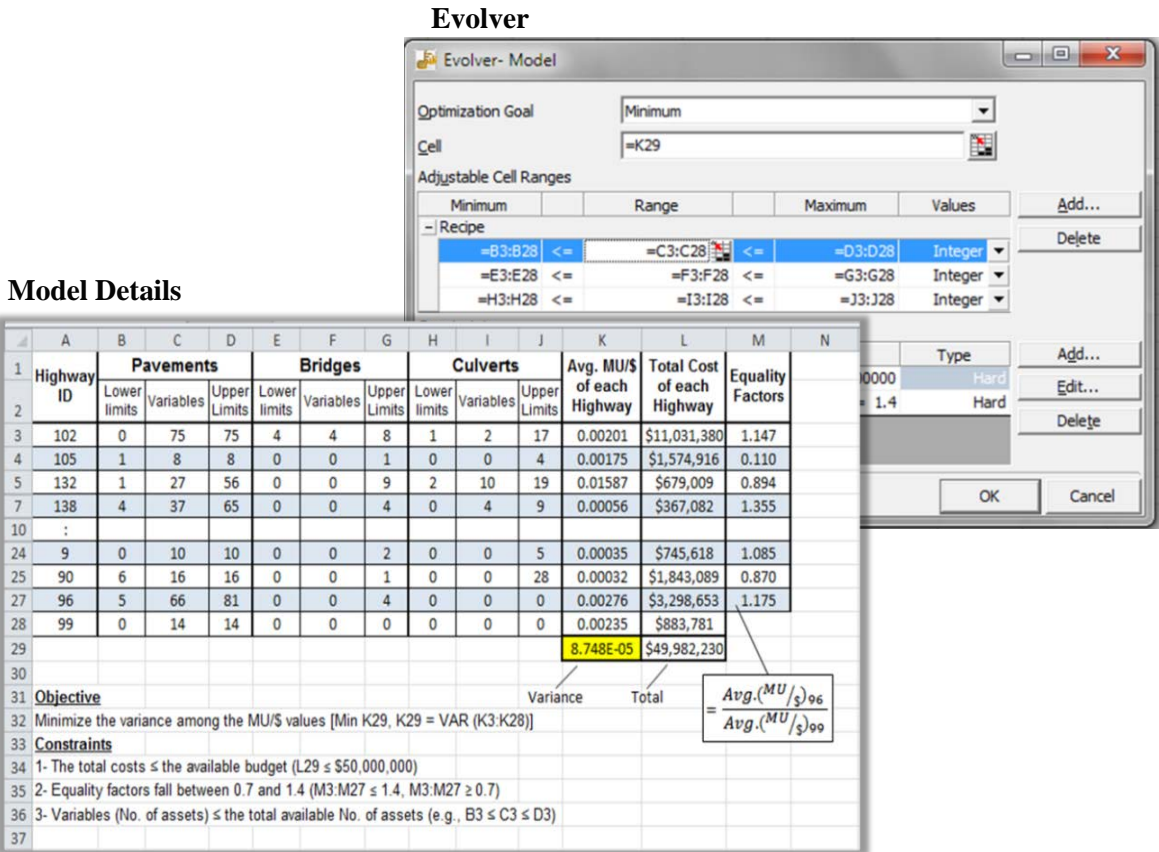 Evolver
Evolver- Model
Optimization Goal Minimum
Cell =K29
Adjustable Cell Ranges
Minimum Range Maximum Values
Add...
Recipe
Delete
=B3:B28 <= =C3:C28 <= =D3:D28 Integer
=E3:E28 <= =F3:F28 <= =G3:G28 Integer
=H3:H28 <= =I3:I28 <= =J3:J28 Integer
Type
Add...
00000 Hard
Edit...
= 1.4 Hard
Delete
OK Cancel
Model Details
A B C D E F G H I J K L M N
1 Highway ID Pavements Bridges Culverts Avg. MU/$ of each Highway Total Cost of each Highway Equality Factors
2 Lower limits Variables Upper Limits Lower limits Variables Upper Limits Lower limits Variables Upper Limits
3 102 0 75 75 4 4 8 1 2 17 0.00201 $11,031,380 1.147
4 105 1 8 8 0 0 1 0 0 4 0.00175 $1,574,916 0.110
5 132 1 27 56 0 0 9 2 10 19 0.01587 $679,009 0.894
7 138 4 37 65 0 0 4 0 4 9 0.00056 $367,082 1.355
10 :
24 9 0 10 10 0 0 2 0 0 5 0.00035 $745,618 1.085
25 90 6 16 16 0 0 1 0 0 28 0.00032 $1,843,089 0.870
27 96 5 66 81 0 0 4 0 0 0 0.00276 $3,298,653 1.175
28 99 0 14 14 0 0 0 0 0 0 0.00235 $883,781
29 8.748E-05 $49,982,230
30
Variance Total
= Avg.(MU/$)96 / Avg.(MU/$)99
31 Objective
32 Minimize the variance among the MU/$ values [Min K29, K29 = VAR (K3:K28)]
33 Constraints
34 1- The total costs ≤ the available budget (L29 ≤ $50,000,000)
35 2- Equality factors fall between 0.7 and 1.4 (M3:M27 ≤ 1.4, M3:M27 ≥ 0.7)
36 3- Variables (No. of assets) ≤ the total available No. of assets (e.g., B3 ≤ C3 ≤ D3)
37